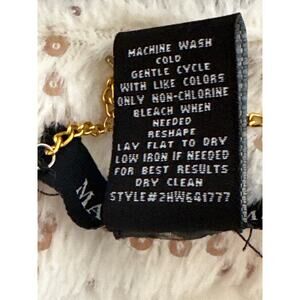 MACHINE WASH
COLD
GENTLE CYCLE
WITH LIKE COLORS
ONLY NON-CHLORINE
BLEACH WHEN
NEEDED
RESHAPE
LAY FLAT TO DRY
LOW IRON IF NEEDED
FOR BEST RESULTS
DRY CLEAN
STYLE#2HW641777
MA